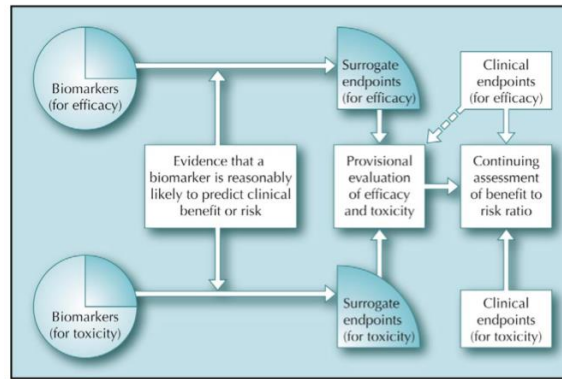 Biomarkers
(for efficacy)
Surrogate
endpoints
(for efficacy)
Clinical
endpoints
(for efficacy)
Evidence that a
biomarker is reasonably
likely to predict clinical
benefit or risk
Provisional
evaluation
of efficacy
and toxicity
Continuing
assessment
of benefit to
risk ratio
Biomarkers
(for toxicity)
Surrogate
endpoints
(for toxicity)
Clinical
endpoints
(for toxicity)